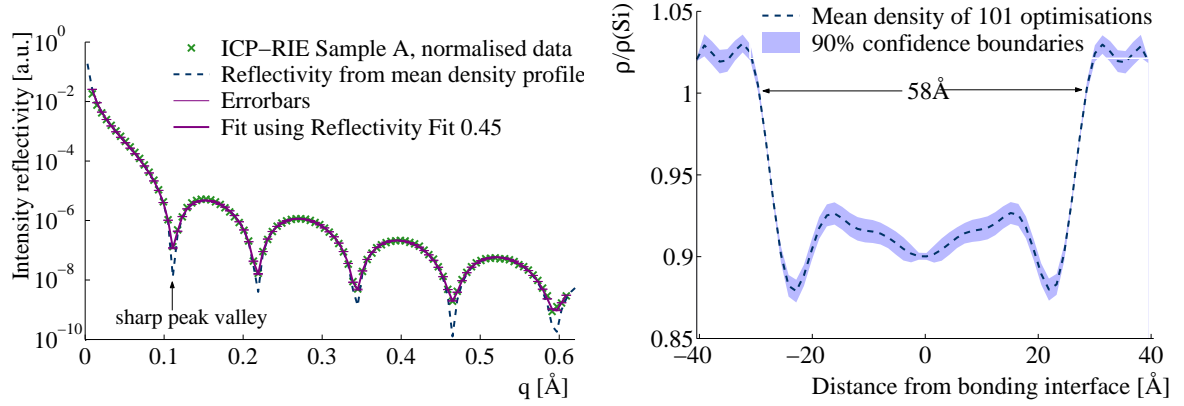 10⁰
10⁻²
10⁻⁴
10⁻⁶
10⁻⁸
10⁻¹⁰
Intensity reflectivity [a.u.]
ICP−RIE Sample A, normalised data
Reflectivity from mean density profile
Errorbars
Fit using Reflectivity Fit 0.45
sharp peak valley
0 0.1 0.2 0.3 0.4 0.5 0.6
q [Å]
1.05
1
0.95
0.9
0.85
ρ/ρ(Si)
Mean density of 101 optimisations
90% confidence boundaries
58Å
−40 −20 0 20 40
Distance from bonding interface [Å]